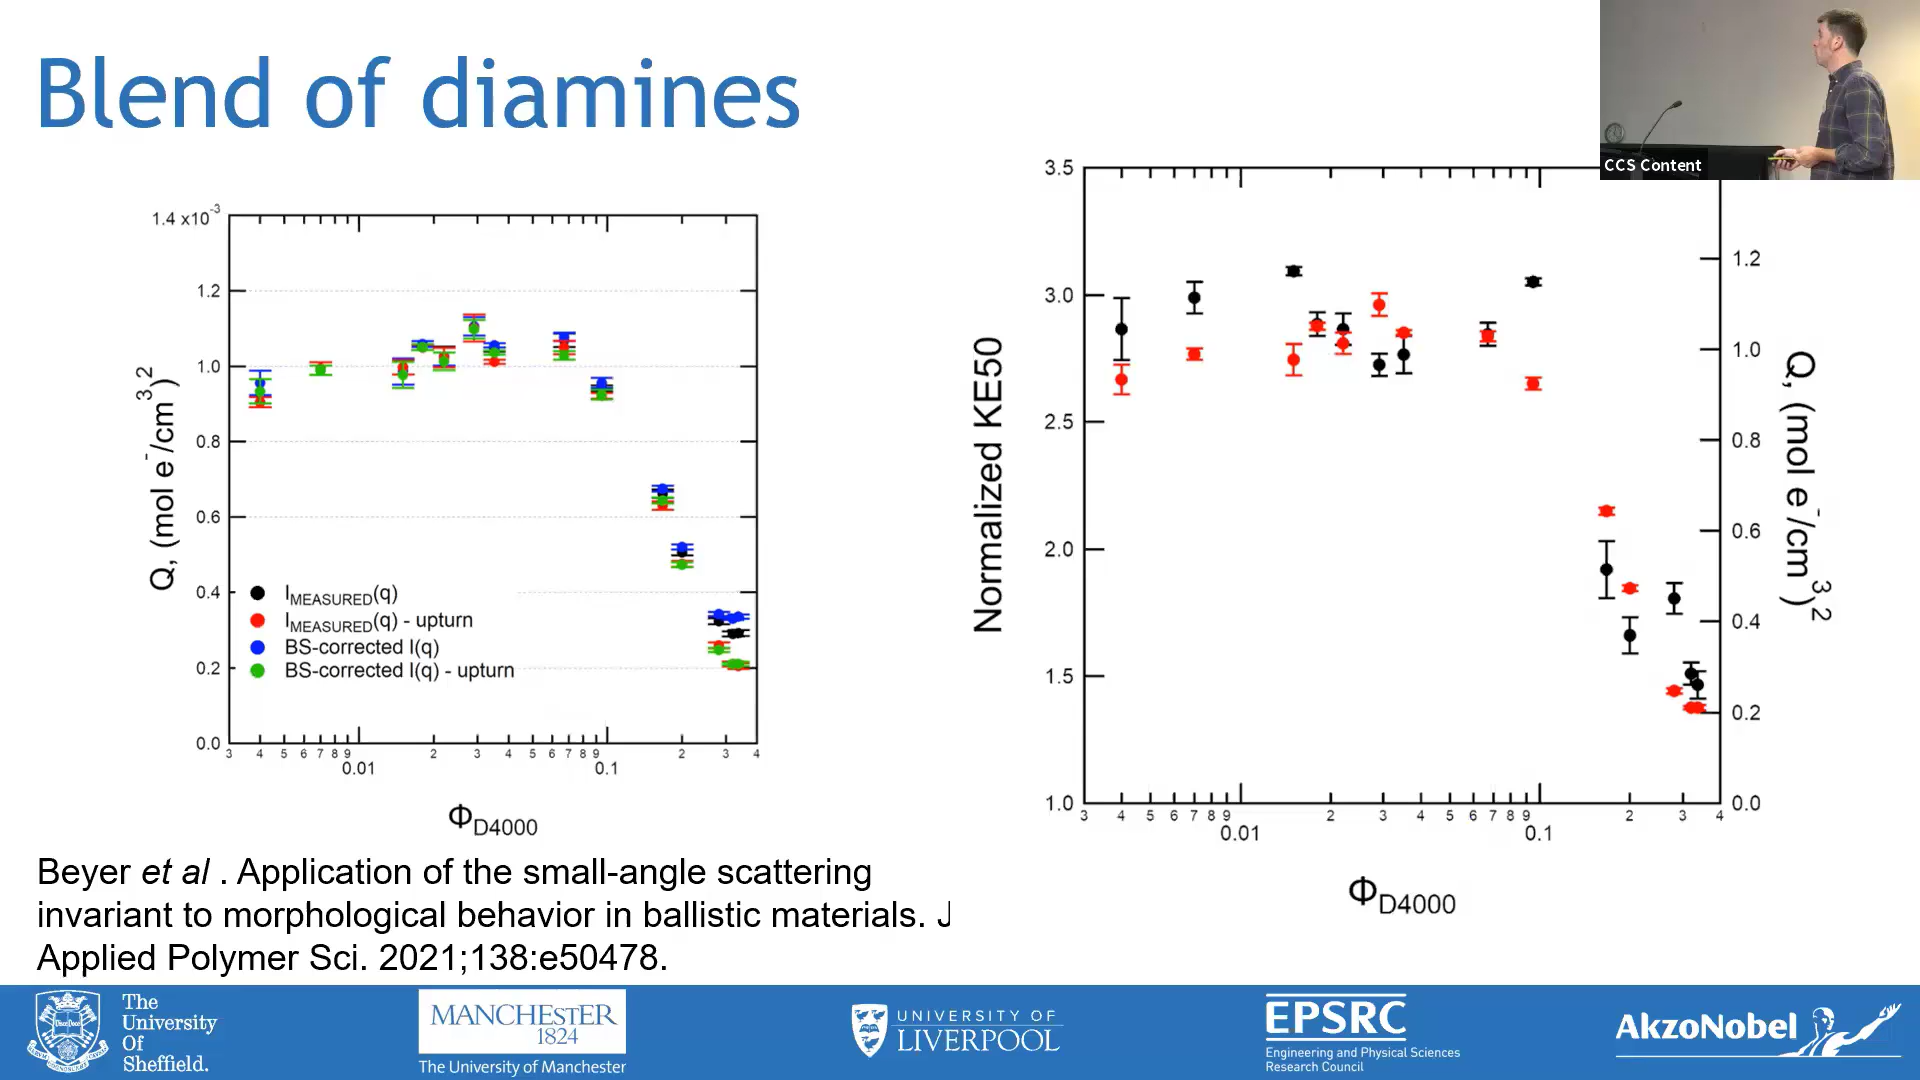 Blend of diamines
CCS Content
1.4 x10-3
1.2
1.0
0.8
0.6
0.4
0.2
0.0
Q, (mol e-/cm3)2
IMEASURED(q)
IMEASURED(q) - upturn
BS-corrected I(q)
BS-corrected I(q) - upturn
3 4 5 6 7 8 9 2 3 4 5 6 7 8 9 2 3 4
0.01 0.1
ΦD4000
3.5
3.0
2.5
2.0
1.5
1.0
Normalized KE50
1.2
1.0
0.8
0.6
0.4
0.2
0.0
Q, (mol e-/cm3)2
3 4 5 6 7 8 9 2 3 4 5 6 7 8 9 2 3 4
0.01 0.1
ΦD4000
Beyer et al . Application of the small-angle scattering
invariant to morphological behavior in ballistic materials. J
Applied Polymer Sci. 2021;138:e50478.
The
University
Of
Sheffield.
MANCHESTER
1824
The University of Manchester
UNIVERSITY OF
LIVERPOOL
EPSRC
Engineering and Physical Sciences
Research Council
AkzoNobel